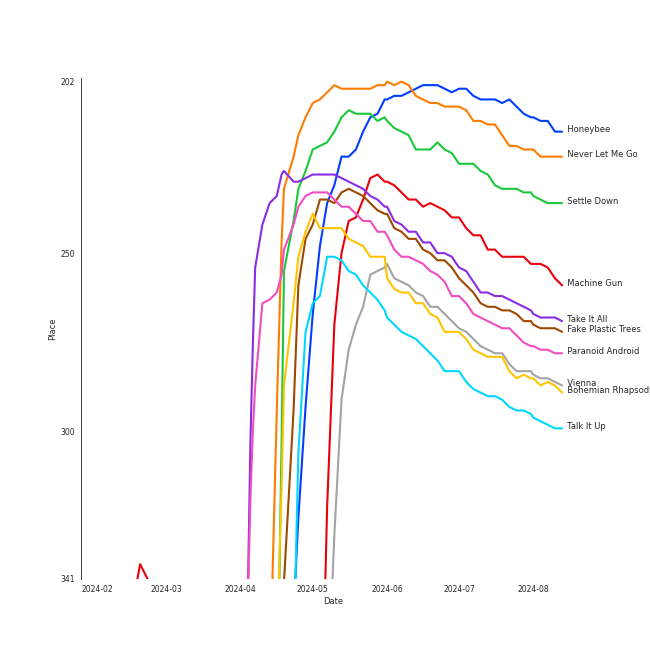 202
Honeybee
Never Let Me Go
Settle Down
250
Machine Gun
Place
Take It All
Fake Plastic Trees
Paranoid Android
Vienna
Bohemian Rhapsod
Talk It Up
300
341
2024-02 2024-03 2024-04 2024-05 2024-06 2024-07 2024-08
Date